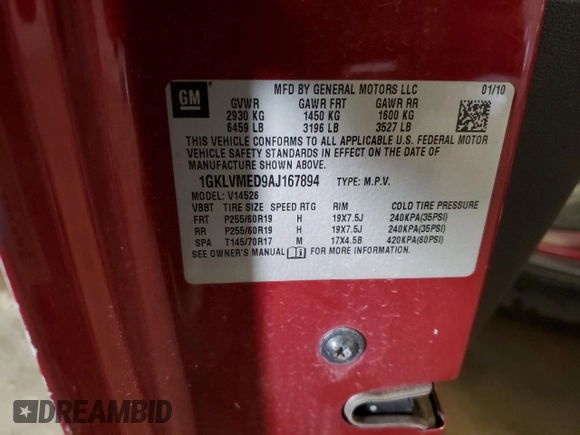 GM
MFD BY GENERAL MOTORS LLC 01/10
GVWR GAWR FRT GAWR RR
2930 KG 1450 KG 1600 KG
6459 LB 3196 LB 3527 LB
THIS VEHICLE CONFORMS TO ALL APPLICABLE U.S. FEDERAL MOTOR
VEHICLE SAFETY STANDARDS IN EFFECT ON THE DATE OF
MANUFACTURE SHOWN ABOVE.
1GKLVMED9AJ167894 TYPE: M.P.V.
MODEL: V14526
VBBT TIRE SIZE SPEED RTG RIM COLD TIRE PRESSURE
FRT P255/60R19 H 19X7.5J 240KPA(35PSI)
RR P255/60R19 H 19X7.5J 240KPA(35PSI)
SPA T145/70R17 M 17X4.5B 420KPA(60PSI)
SEE OWNER'S MANUAL FOR MORE INFORMATION
DREAMBID